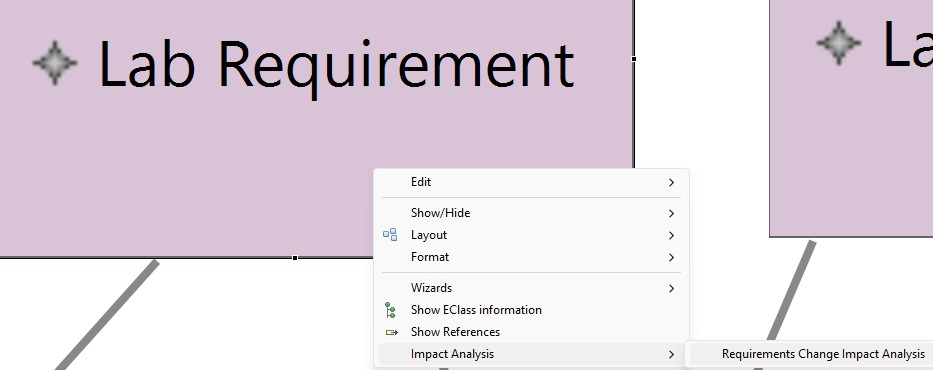 Lab Requirement
La
Edit
Show/Hide
Layout
Format
Wizards
Show EClass information
Show References
Impact Analysis
Requirements Change Impact Analysis